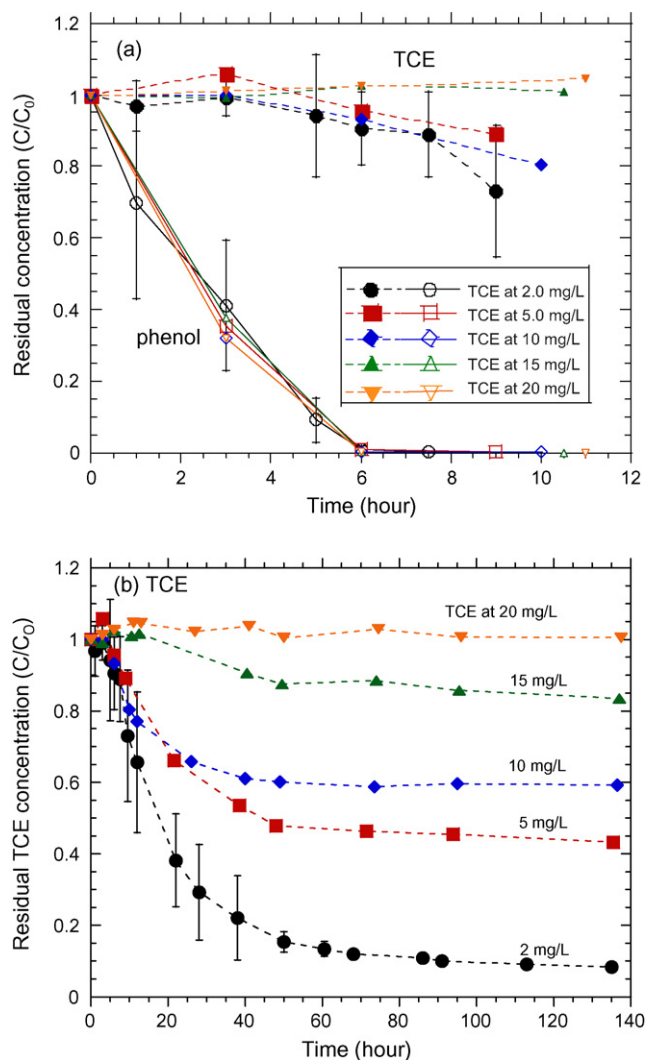 1.2
(a)
TCE
1
0.8
0.6
0.4
0.2
0
Residual concentration (C/C0)
phenol
TCE at 2.0 mg/L
TCE at 5.0 mg/L
TCE at 10 mg/L
TCE at 15 mg/L
TCE at 20 mg/L
0 2 4 6 8 10 12
Time (hour)
1.2
(b) TCE
1
0.8
0.6
0.4
0.2
0
Residual TCE concentration (C/C0)
TCE at 20 mg/L
15 mg/L
10 mg/L
5 mg/L
2 mg/L
0 20 40 60 80 100 120 140
Time (hour)